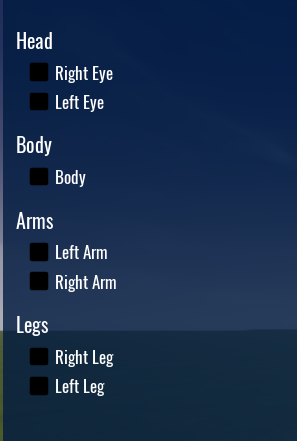 Head
Right Eye
Left Eye
Body
Body
Arms
Left Arm
Right Arm
Legs
Right Leg
Left Leg